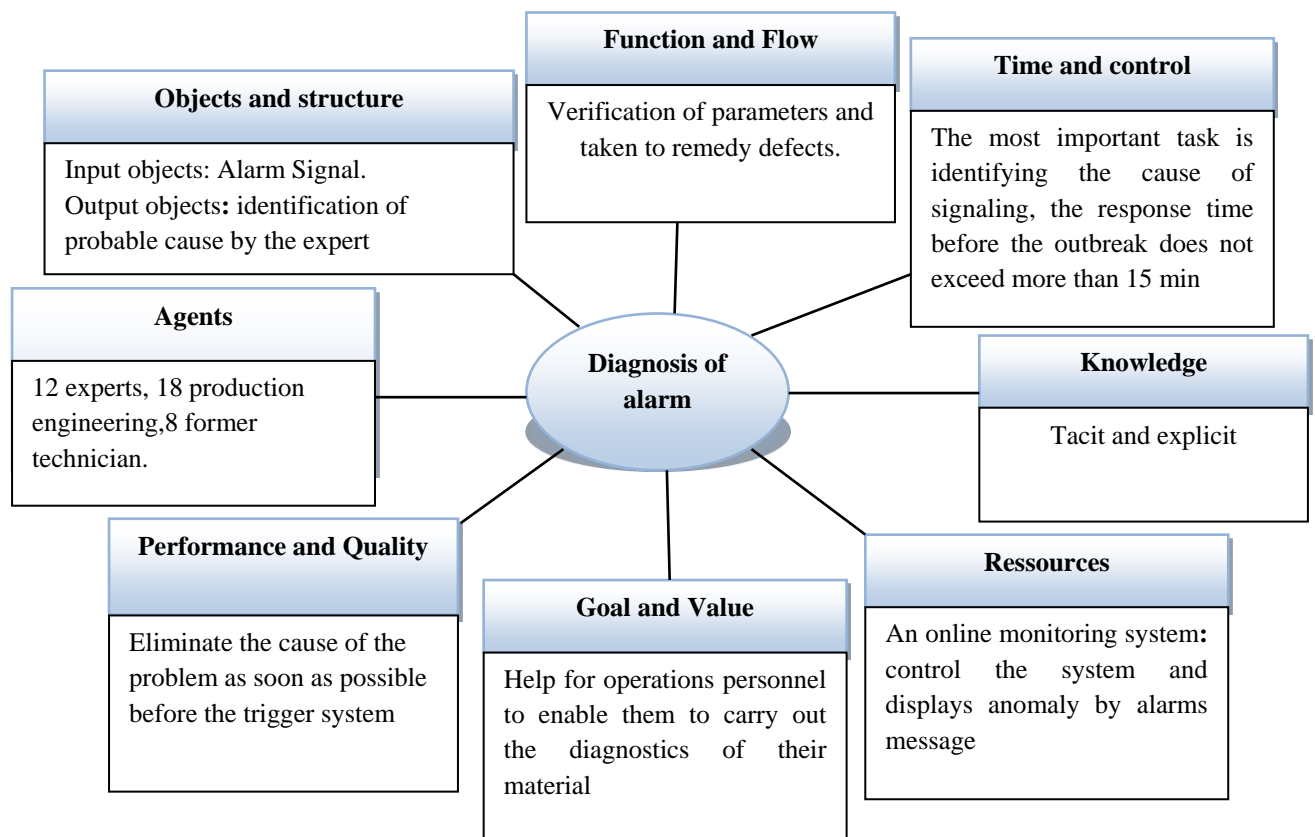 Function and Flow
Verification of parameters and
taken to remedy defects.
Time and control
The most important task is
identifying the cause of
signaling, the response time
before the outbreak does not
exceed more than 15 min
Objects and structure
Input objects: Alarm Signal.
Output objects: identification of
probable cause by the expert
Agents
12 experts, 18 production
engineering,8 former
technician.
Diagnosis of
alarm
Knowledge
Tacit and explicit
Performance and Quality
Eliminate the cause of the
problem as soon as possible
before the trigger system
Goal and Value
Help for operations personnel
to enable them to carry out
the diagnostics of their
material
Ressources
An online monitoring system:
control the system and
displays anomaly by alarms
message